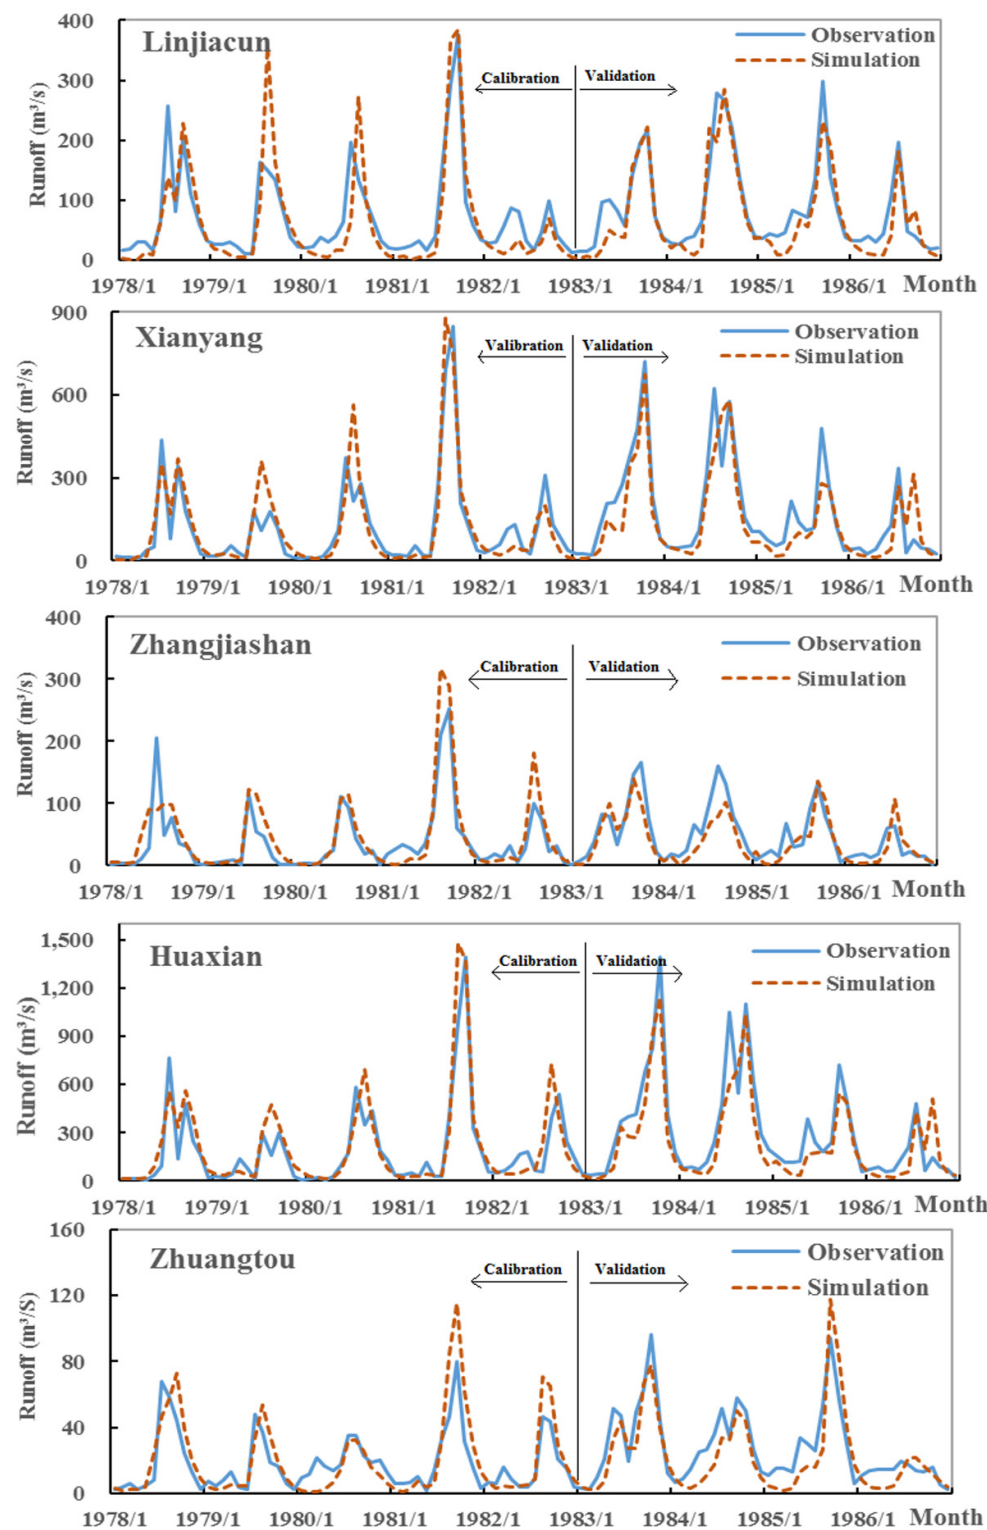 400
Linjiacun
Observation
Simulation
Calibration
Validation
300
200
100
0
Runoff (m³/s)
1978/1 1979/1 1980/1 1981/1 1982/1 1983/1 1984/1 1985/1 1986/1 Month
900
Xianyang
Observation
Simulation
Valibration
Validation
600
300
0
Runoff (m³/s)
1978/1 1979/1 1980/1 1981/1 1982/1 1983/1 1984/1 1985/1 1986/1 Month
400
Zhangjiashan
Observation
Simulation
Calibration
Validation
300
200
100
0
Runoff (m³/s)
1978/1 1979/1 1980/1 1981/1 1982/1 1983/1 1984/1 1985/1 1986/1 Month
1,500
Huaxian
Observation
Simulation
Calibration
Validation
1,200
900
600
300
0
Runoff (m³/s)
1978/1 1979/1 1980/1 1981/1 1982/1 1983/1 1984/1 1985/1 1986/1 Month
160
Zhuangtou
Observation
Simulation
Calibration
Validation
120
80
40
0
Runoff (m³/S)
1978/1 1979/1 1980/1 1981/1 1982/1 1983/1 1984/1 1985/1 1986/1 Month